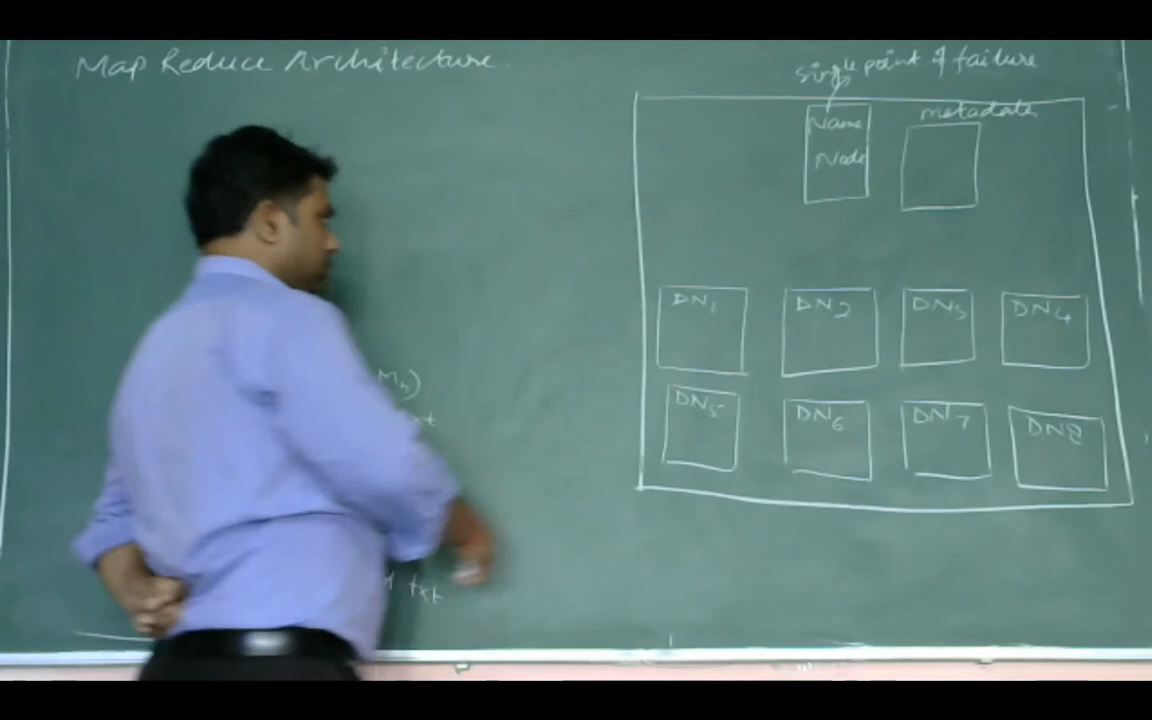 Map Reduce Architecture.
single point of failure
Name
Node
metadata
DN1
DN2
DN3
DN4
DN5
DN6
DN7
DN8
txt